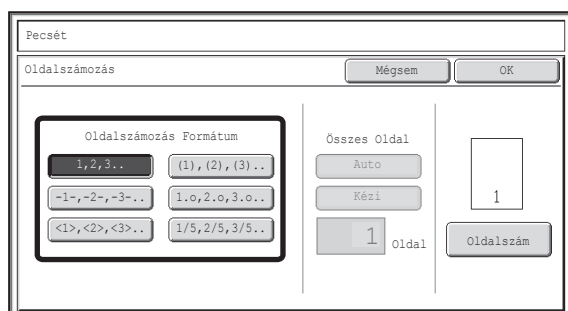 Pecsét
Oldalszámozás Mégsem OK
Oldalszámozás Formátum
1,2,3.. (1),(2),(3)..
-1-,-2-,-3-.. 1.o,2.o,3.o..
<1>,<2>,<3>.. 1/5,2/5,3/5..
Összes Oldal
Auto
Kézi
1 Oldal
1
Oldalszám